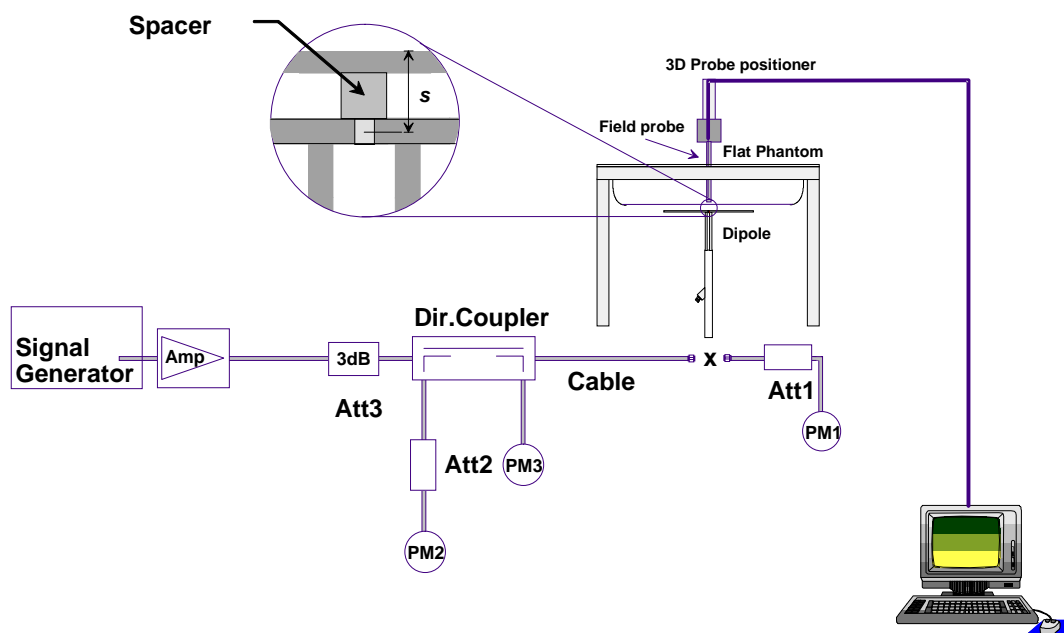 Spacer
s
3D Probe positioner
Field probe
Flat Phantom
Dipole
Signal
Generator
Amp
3dB
Att3
Dir.Coupler
Cable
x
Att1
PM1
Att2
PM3
PM2